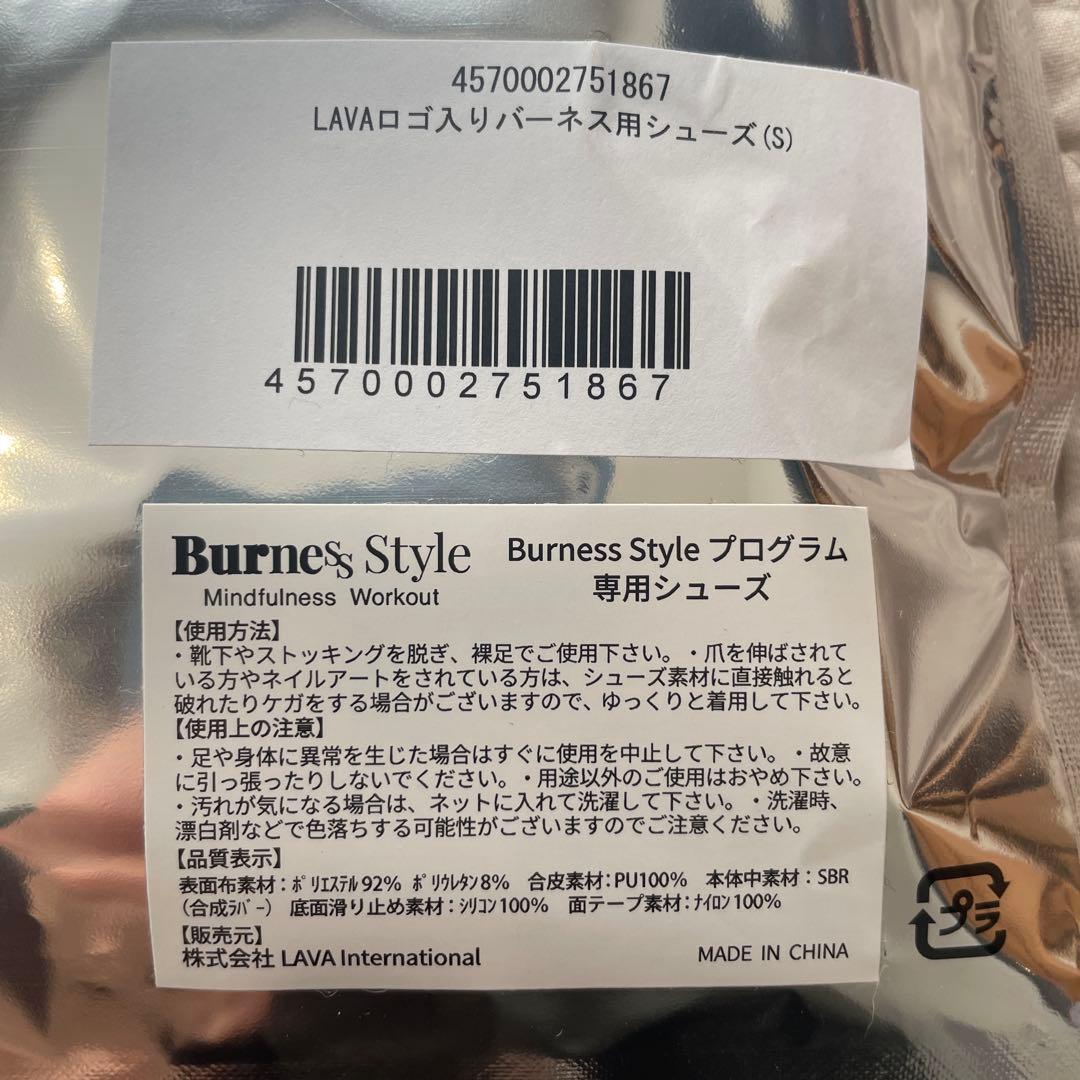 4570002751867
LAVAロゴ入りバーネス用シューズ(S)
4570002751867
Burness Style
Mindfulness Workout
Burness Style プログラム
専用シューズ
【使用方法】
・靴下やストッキングを脱ぎ、裸足でご使用下さい。・爪を伸ばされて
いる方やネイルアートをされている方は、シューズ素材に直接触れると
破れたりケガをする場合がございますので、ゆっくりと着用して下さい。
【使用上の注意】
・足や身体に異常を生じた場合はすぐに使用を中止して下さい。・故意
に引っ張ったりしないでください。・用途以外のご使用はおやめ下さい。
・汚れが気になる場合は、ネットに入れて洗濯して下さい。・洗濯時、
漂白剤などで色落ちする可能性がございますのでご注意ください。
【品質表示】
表面布素材：ﾎﾟﾘｴｽﾃﾙ92% ﾎﾟﾘｳﾚﾀﾝ8% 合皮素材：PU100% 本体中素材：SBR
（合成ﾗﾊﾞｰ） 底面滑り止め素材：ｼﾘｺﾝ100% 面テープ素材：ﾅｲﾛﾝ100%
【販売元】
株式会社 LAVA International
MADE IN CHINA
プラ